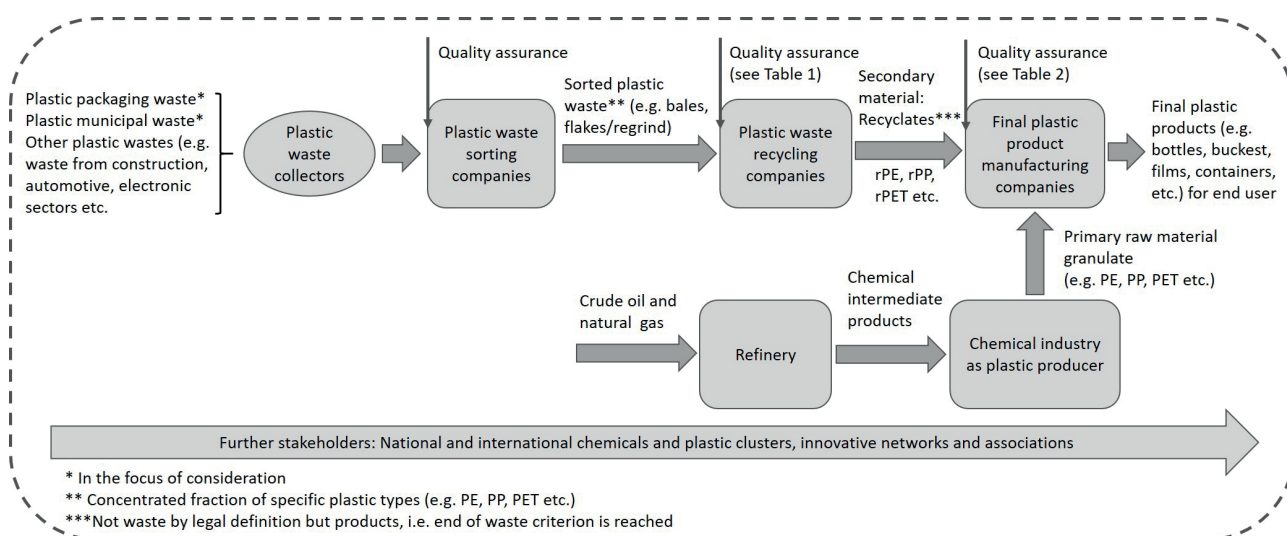 Quality assurance
Quality assurance
(see Table 1)
Quality assurance
(see Table 2)
Plastic packaging waste*
Plastic municipal waste*
Other plastic wastes (e.g.
waste from construction,
automotive, electronic
sectors etc.
Plastic
waste
collectors
Plastic waste
sorting
companies
Sorted plastic
waste** (e.g. bales,
flakes/regrind)
Plastic waste
recycling
companies
Secondary
material:
Recyclates***
rPE, rPP,
rPET etc.
Final plastic
product
manufacturing
companies
Final plastic
products (e.g.
bottles, buckest,
films, containers,
etc.) for end user
Primary raw material
granulate
(e.g. PE, PP, PET etc.)
Crude oil and
natural gas
Refinery
Chemical
intermediate
products
Chemical industry
as plastic producer
Further stakeholders: National and international chemicals and plastic clusters, innovative networks and associations
* In the focus of consideration
** Concentrated fraction of specific plastic types (e.g. PE, PP, PET etc.)
***Not waste by legal definition but products, i.e. end of waste criterion is reached